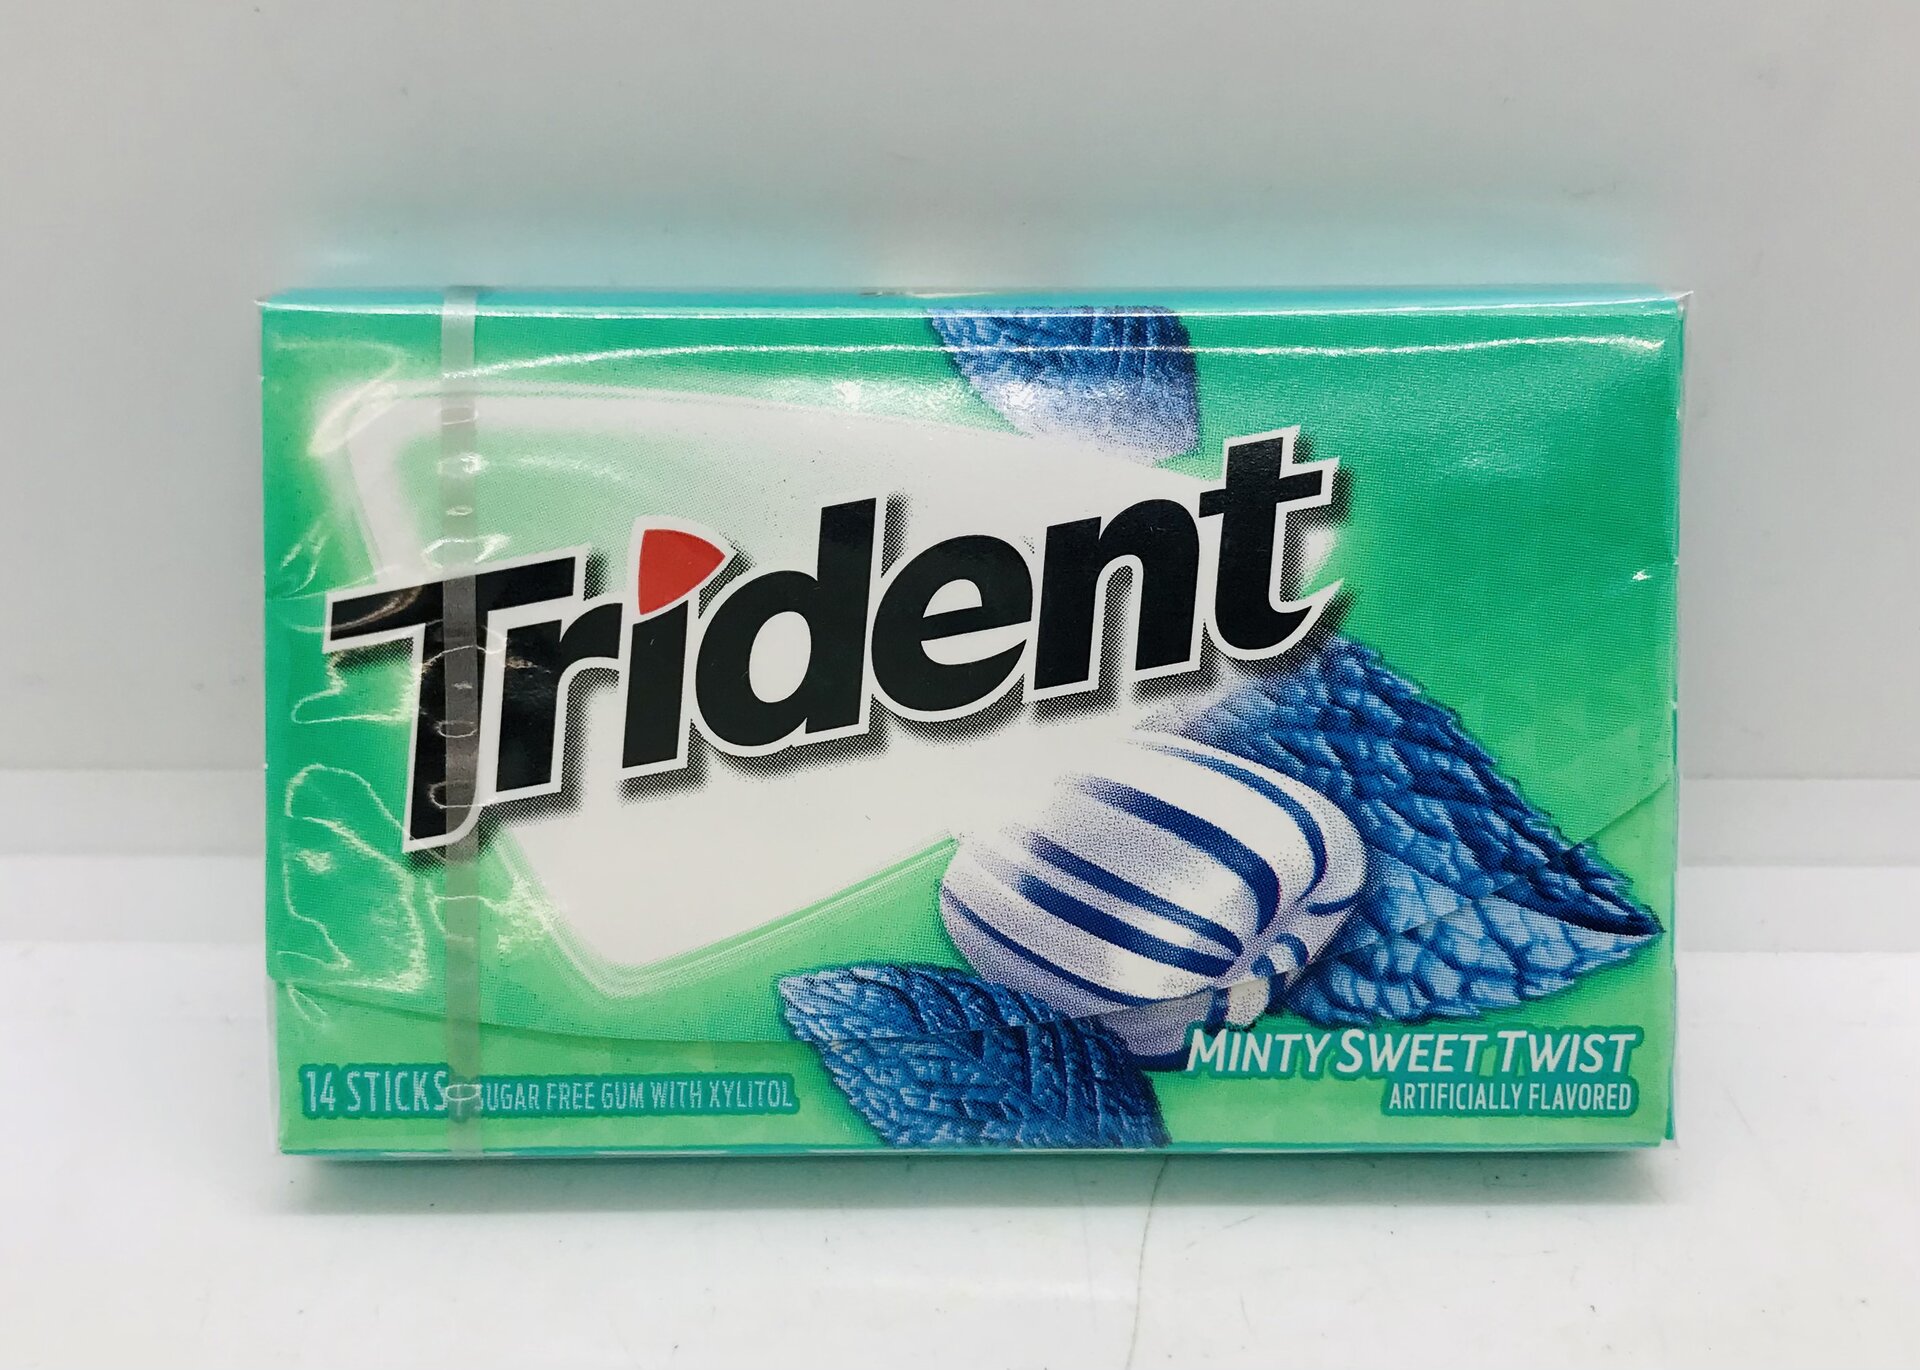 Trident
MINTY SWEET TWIST
ARTIFICIALLY FLAVORED
14 STICKS SUGAR FREE GUM WITH XYLITOL